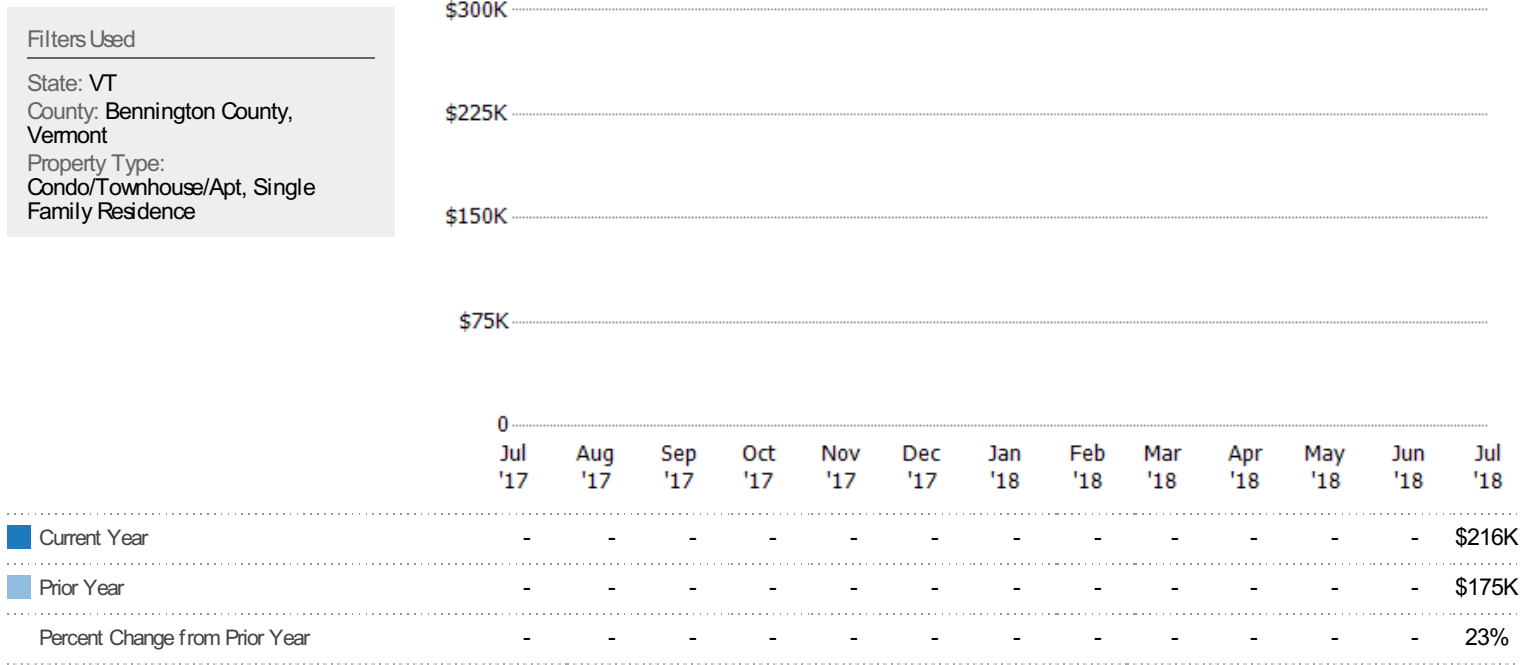 Filters Used
State: VT
County: Bennington County,
Vermont
Property Type:
Condo/Townhouse/Apt, Single
Family Residence
$300K
$225K
$150K
$75K
0
Jul Aug Sep Oct Nov Dec Jan Feb Mar Apr May Jun Jul
'17 '17 '17 '17 '17 '17 '18 '18 '18 '18 '18 '18 '18
Current Year - - - - - - - - - - - - $216K
Prior Year - - - - - - - - - - - - $175K
Percent Change from Prior Year - - - - - - - - - - - - 23%